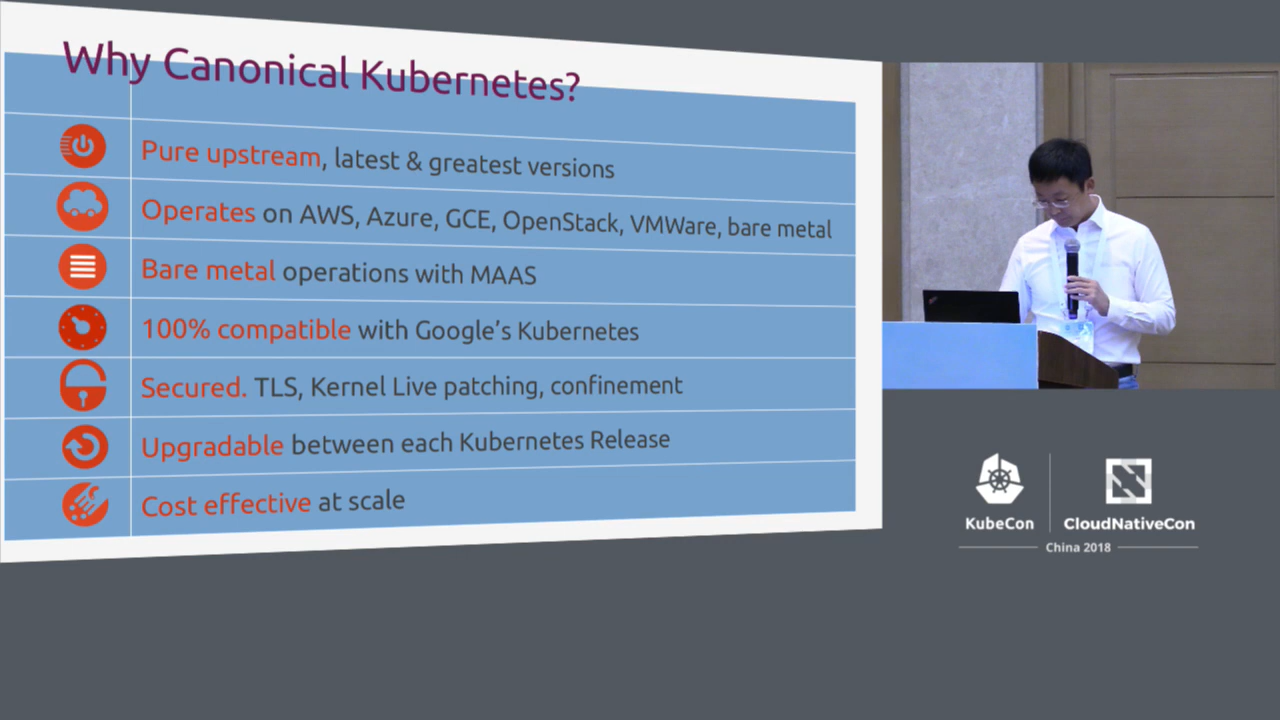 Why Canonical Kubernetes?
Pure upstream, latest & greatest versions
Operates on AWS, Azure, GCE, OpenStack, VMWare, bare metal
Bare metal operations with MAAS
100% compatible with Google's Kubernetes
Secured. TLS, Kernel Live patching, confinement
Upgradable between each Kubernetes Release
Cost effective at scale
KubeCon
CloudNativeCon
China 2018